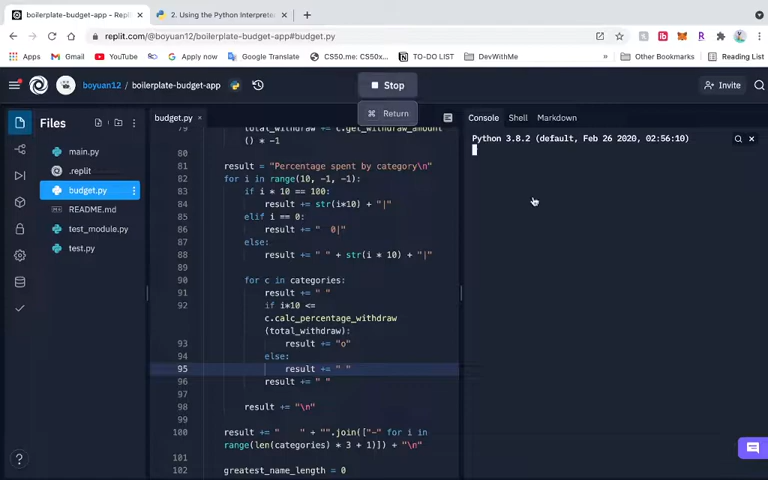 boilerplate-budget-app - Repl
2. Using the Python Interprete
replit.com/@boyuan12/boilerplate-budget-app#budget.py
Apps
Gmail
YouTube
Apply now
Google Translate
CS50.me: CS50x...
TO-DO LIST
DevWithMe
Other Bookmarks
Reading List
boyuan12 / boilerplate-budget-app
Stop
Return
Invite
Files
main.py
.replit
budget.py
README.md
test_module.py
test.py
budget.py
79 total_withdraw += c.get_withdraw_amount
() * -1
80
81 result = "Percentage spent by category\n"
82 for i in range(10, -1, -1):
83 if i * 10 == 100:
84 result += str(i*10) + "|"
85 elif i == 0:
86 result += "  0|"
87 else:
88 result += " " + str(i * 10) + "|"
89
90 for c in categories:
91 result += " "
92 if i*10 <=
c.calc_percentage_withdraw
(total_withdraw):
93 result += "o"
94 else:
95 result += " "
96 result += " "
97
98 result += "\n"
99
100 result += "    " + "".join(["-" for i in
range(len(categories) * 3 + 1)]) + "\n"
101
102 greatest_name_length = 0
Console
Shell
Markdown
Python 3.8.2 (default, Feb 26 2020, 02:56:10)